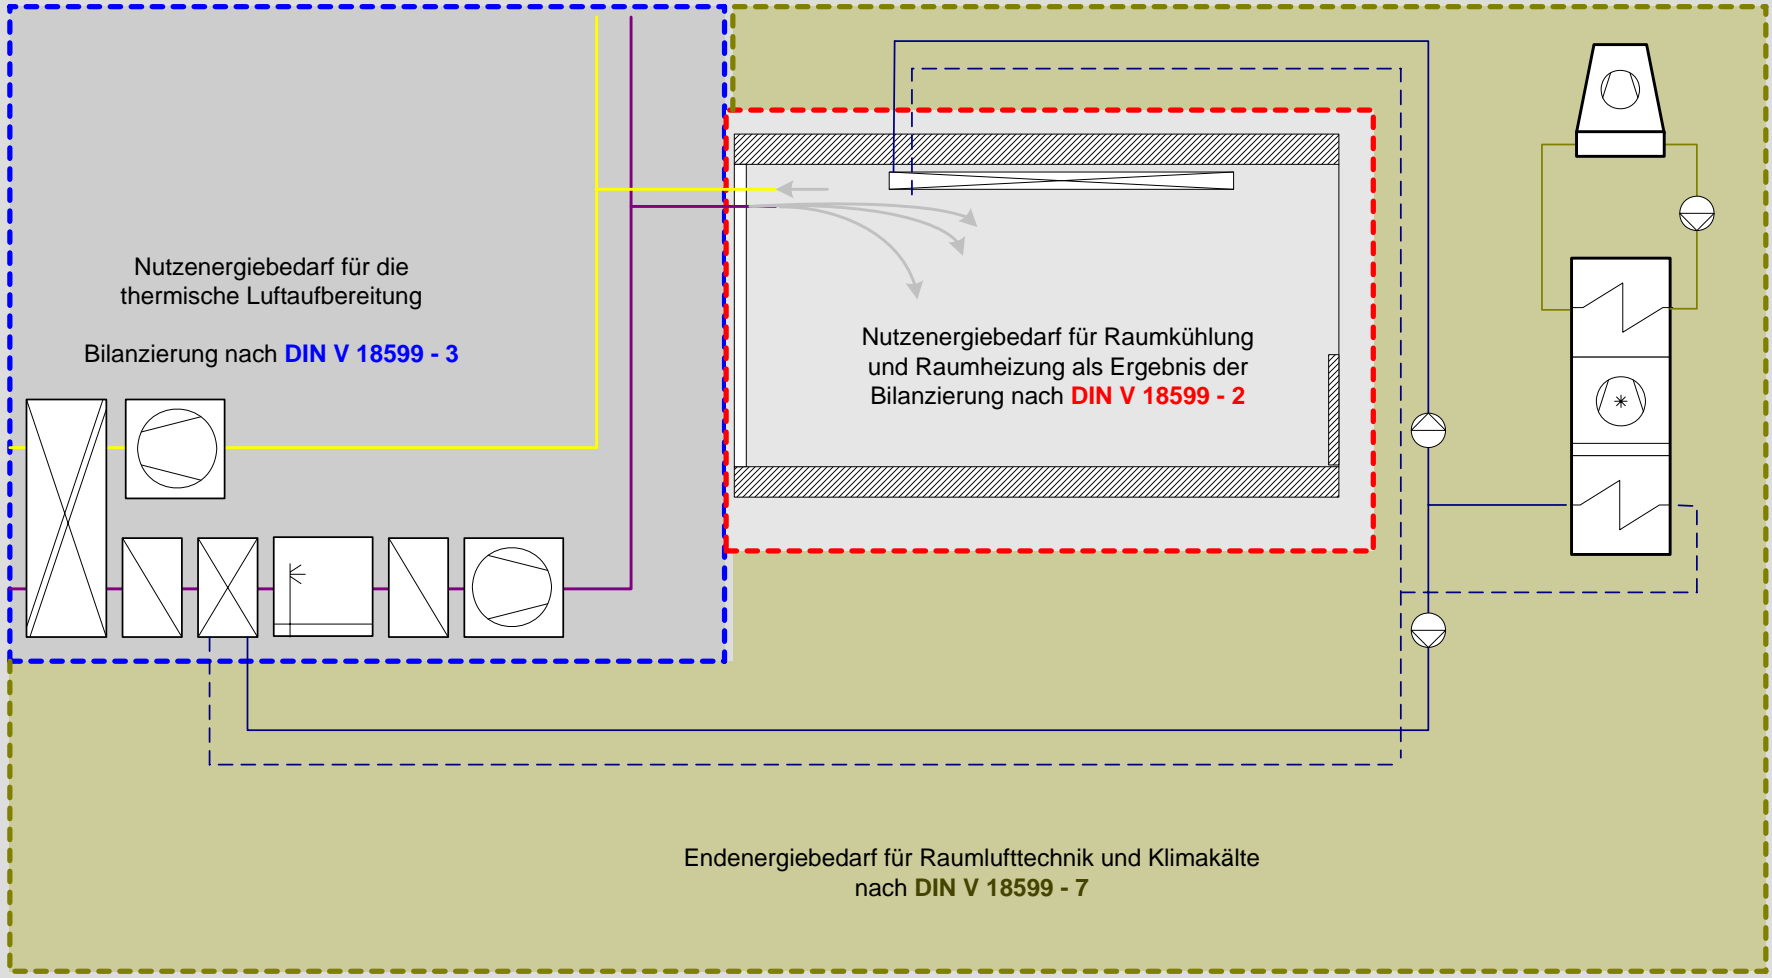 Nutzenergiebedarf für die
thermische Luftaufbereitung
Bilanzierung nach DIN V 18599 - 3
Nutzenergiebedarf für Raumkühlung
und Raumheizung als Ergebnis der
Bilanzierung nach DIN V 18599 - 2
Endenergiebedarf für Raumlufttechnik und Klimakälte
nach DIN V 18599 - 7